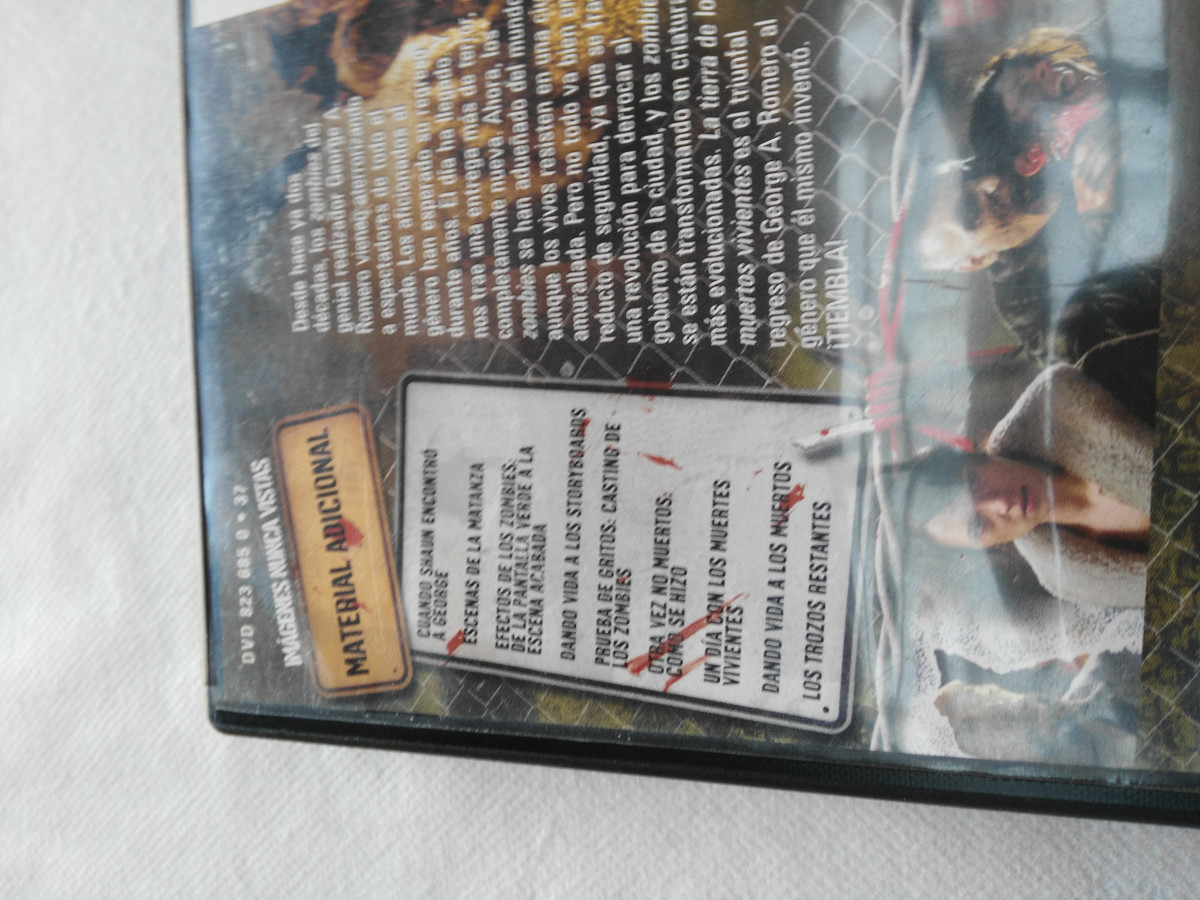 DVD 823 685 0 • 37
IMÁGENES NUNCA VISTAS
MATERIAL ADICIONAL
CUANDO SHAUN ENCONTRÓ
A GEORGE
ESCENAS DE LA MATANZA
EFECTOS DE LOS ZOMBIES:
DE LA PANTALLA VERDE A LA
ESCENA ACABADA
DANDO VIDA A LOS STORYBOARDS
PRUEBA DE GRITOS: CASTING DE
LOS ZOMBIES
OTRA VEZ NO MUERTOS:
COMO SE HIZO
UN DÍA CON LOS MUERTES
VIVIENTES
DANDO VIDA A LOS MUERTOS
LOS TROZOS RESTANTES
Desde hace ya más
décadas, los zombies del
genial realizador George A.
Romero vienen aterrorizando
a espectadores de todo el
mundo. Los aficionados al
género han esperado su regreso
durante años. El día ha llegado, y
nos trae una entrega más de terror,
completamente nueva. Ahora, los
zombies se han adueñado del mundo
aunque los vivos resisten en una
amurallada. Pero no todo va bien en
reducto de seguridad, ya que se
una revolución para derrocar al
gobierno de la ciudad, y los zombies
se están transformando en criaturas
más evolucionadas. La tierra de los
muertos vivientes es el triunfal
regreso de George A. Romero al
género que él mismo inventó.
¡TIEMBLA!